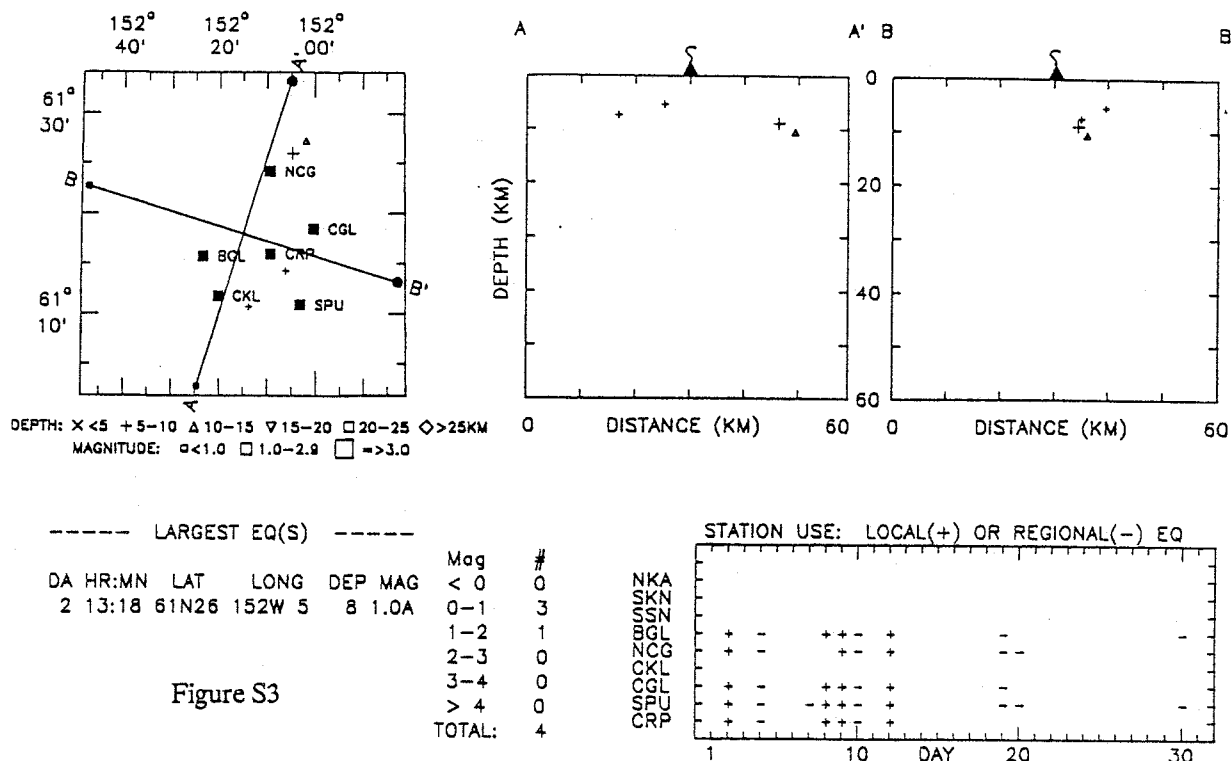 152° 40'
152° 20'
152° 00'
61° 30'
61° 10'
A'
B
NCG
CGL
BGL
CRP
CKL
SPU
B'
A
DEPTH: ×<5 +5-10 △10-15 ▽15-20 □20-25 ◇>25KM
MAGNITUDE: □<1.0 □1.0-2.9 □=>3.0
A A'
DEPTH (KM)
0 DISTANCE (KM) 60
B B
0
20
40
60
0 DISTANCE (KM) 60
----- LARGEST EQ(S) -----
DA HR:MN LAT LONG DEP MAG
2 13:18 61N26 152W 5 8 1.0A
Figure S3
Mag #
< 0 0
0-1 3
1-2 1
2-3 0
3-4 0
> 4 0
TOTAL: 4
STATION USE: LOCAL(+) OR REGIONAL(-) EQ
NKA
SKN
SSN
BGL + - + + - + - -
NCG + - + - + - -
CKL
CGL + - + + - + -
SPU + - - + + - + - - -
CRP + - + + - +
1 10 DAY 20 30